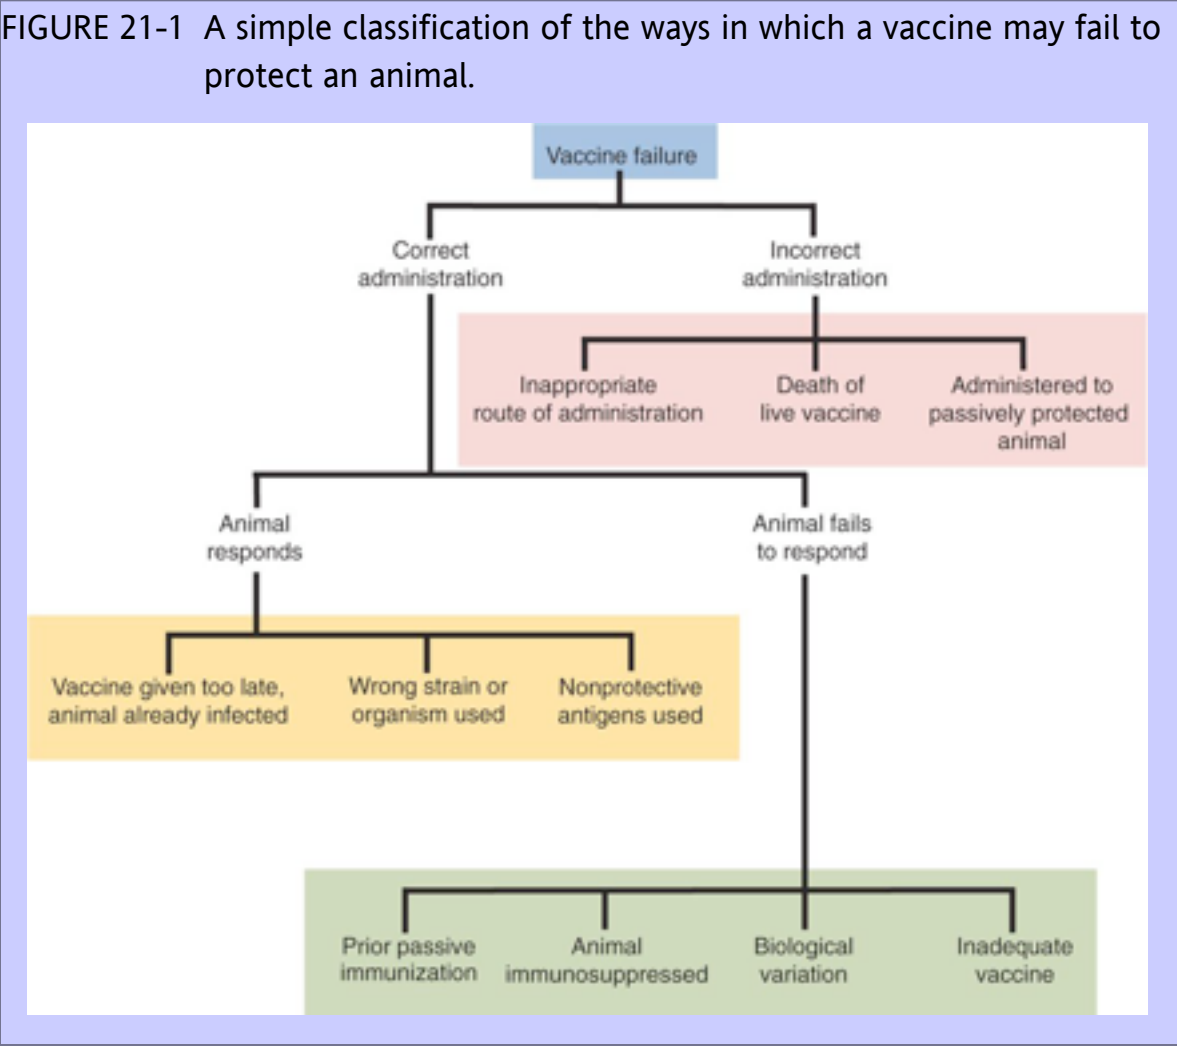 FIGURE 21-1 A simple classification of the ways in which a vaccine may fail to
protect an animal.
Vaccine failure
Correct
administration
Incorrect
administration
Inappropriate
route of administration
Death of
live vaccine
Administered to
passively protected
animal
Animal
responds
Animal fails
to respond
Vaccine given too late,
animal already infected
Wrong strain or
organism used
Nonprotective
antigens used
Prior passive
immunization
Animal
immunosuppressed
Biological
variation
Inadequate
vaccine